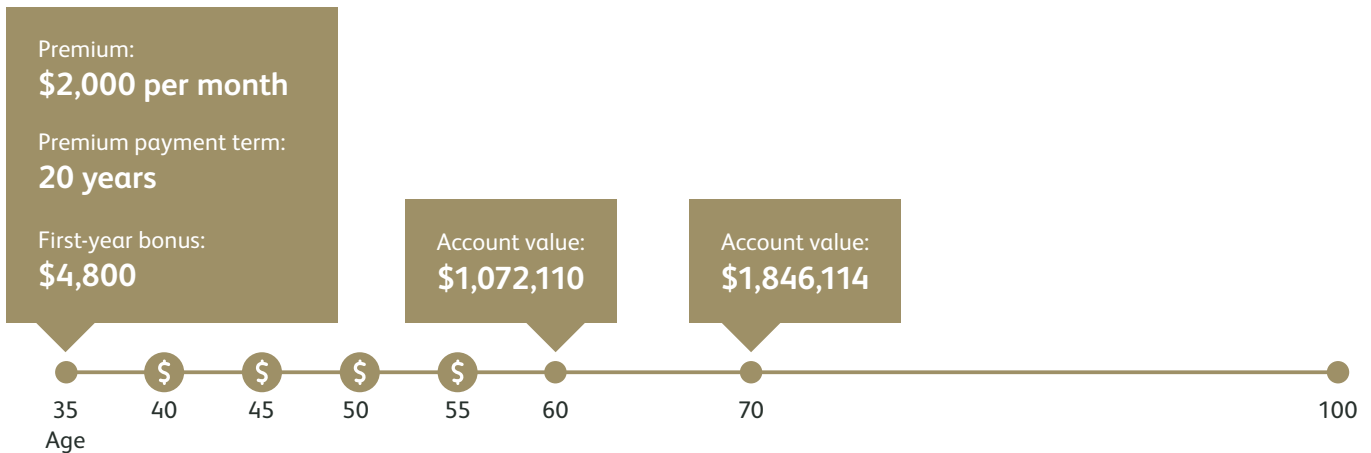 Premium:
$2,000 per month
Premium payment term:
20 years
First-year bonus:
$4,800
Account value:
$1,072,110
Account value:
$1,846,114
$ $ $ $
35 40 45 50 55 60 70 100
Age